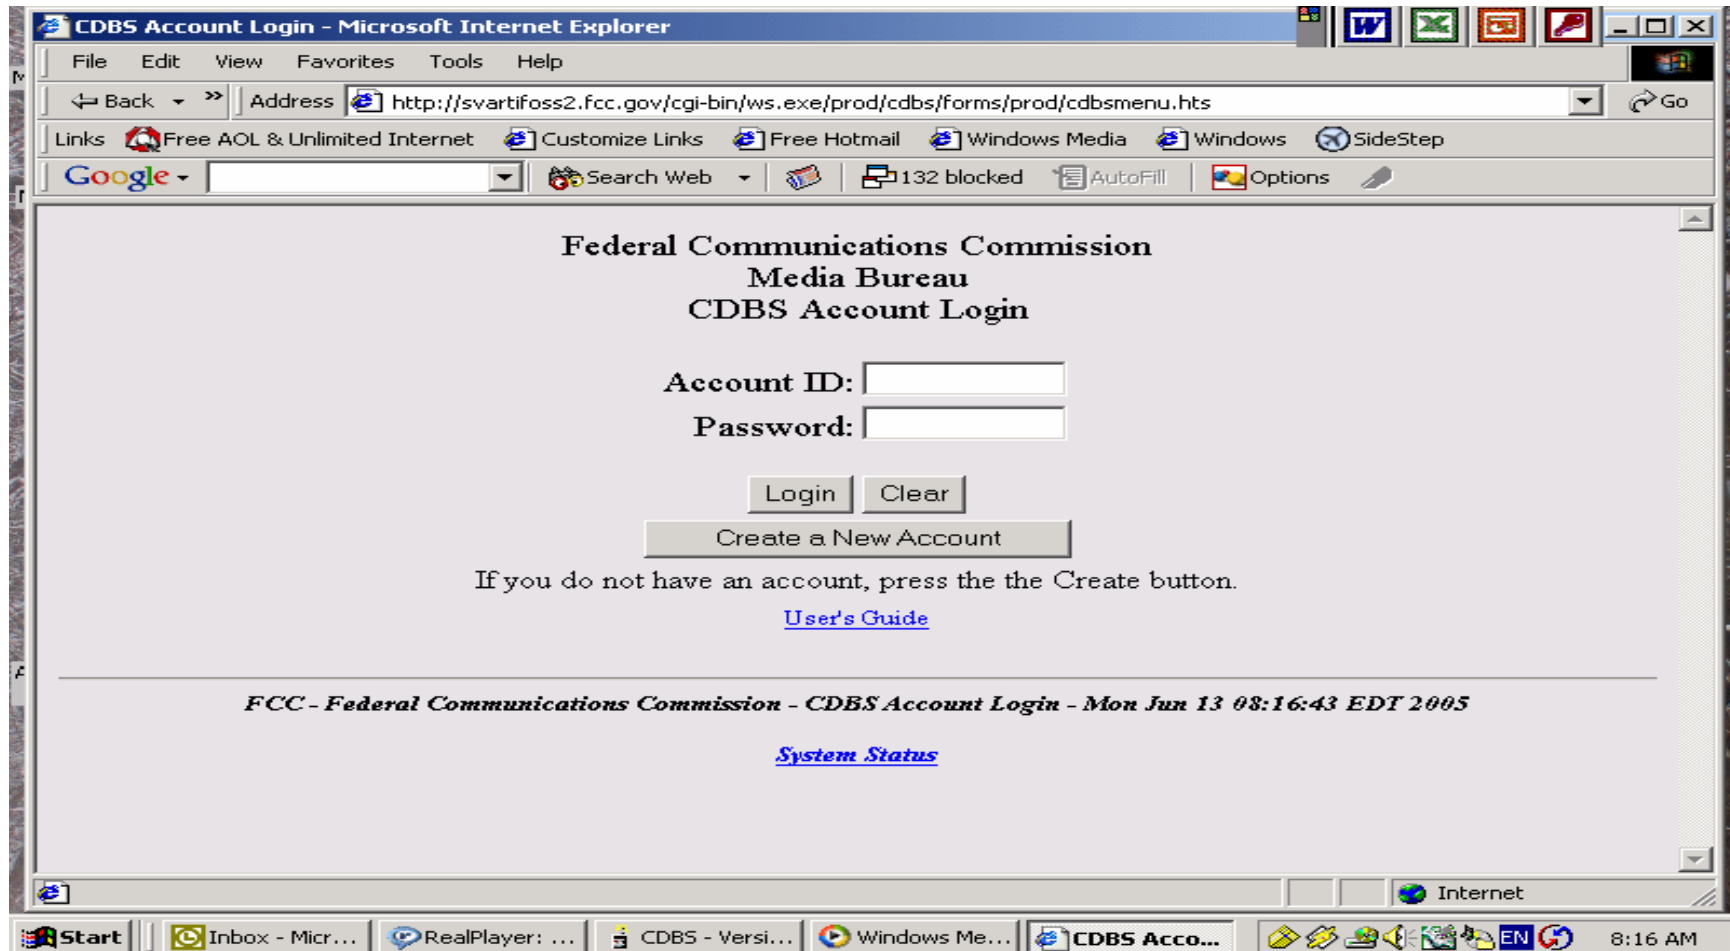 CDBS Account Login - Microsoft Internet Explorer
File Edit View Favorites Tools Help
Back Address http://svartifoss2.fcc.gov/cgi-bin/ws.exe/prod/cdbs/forms/prod/cdbsmenu.hts Go
Links Free AOL & Unlimited Internet Customize Links Free Hotmail Windows Media Windows SideStep
Google Search Web 132 blocked AutoFill Options
Federal Communications Commission
Media Bureau
CDBS Account Login
Account ID:
Password:
Login Clear
Create a New Account
If you do not have an account, press the the Create button.
User's Guide
FCC - Federal Communications Commission - CDBS Account Login - Mon Jun 13 08:16:43 EDT 2005
System Status
Internet
Start Inbox - Micr... RealPlayer: ... CDBS - Versi... Windows Me... CDBS Acco... EN 8:16 AM